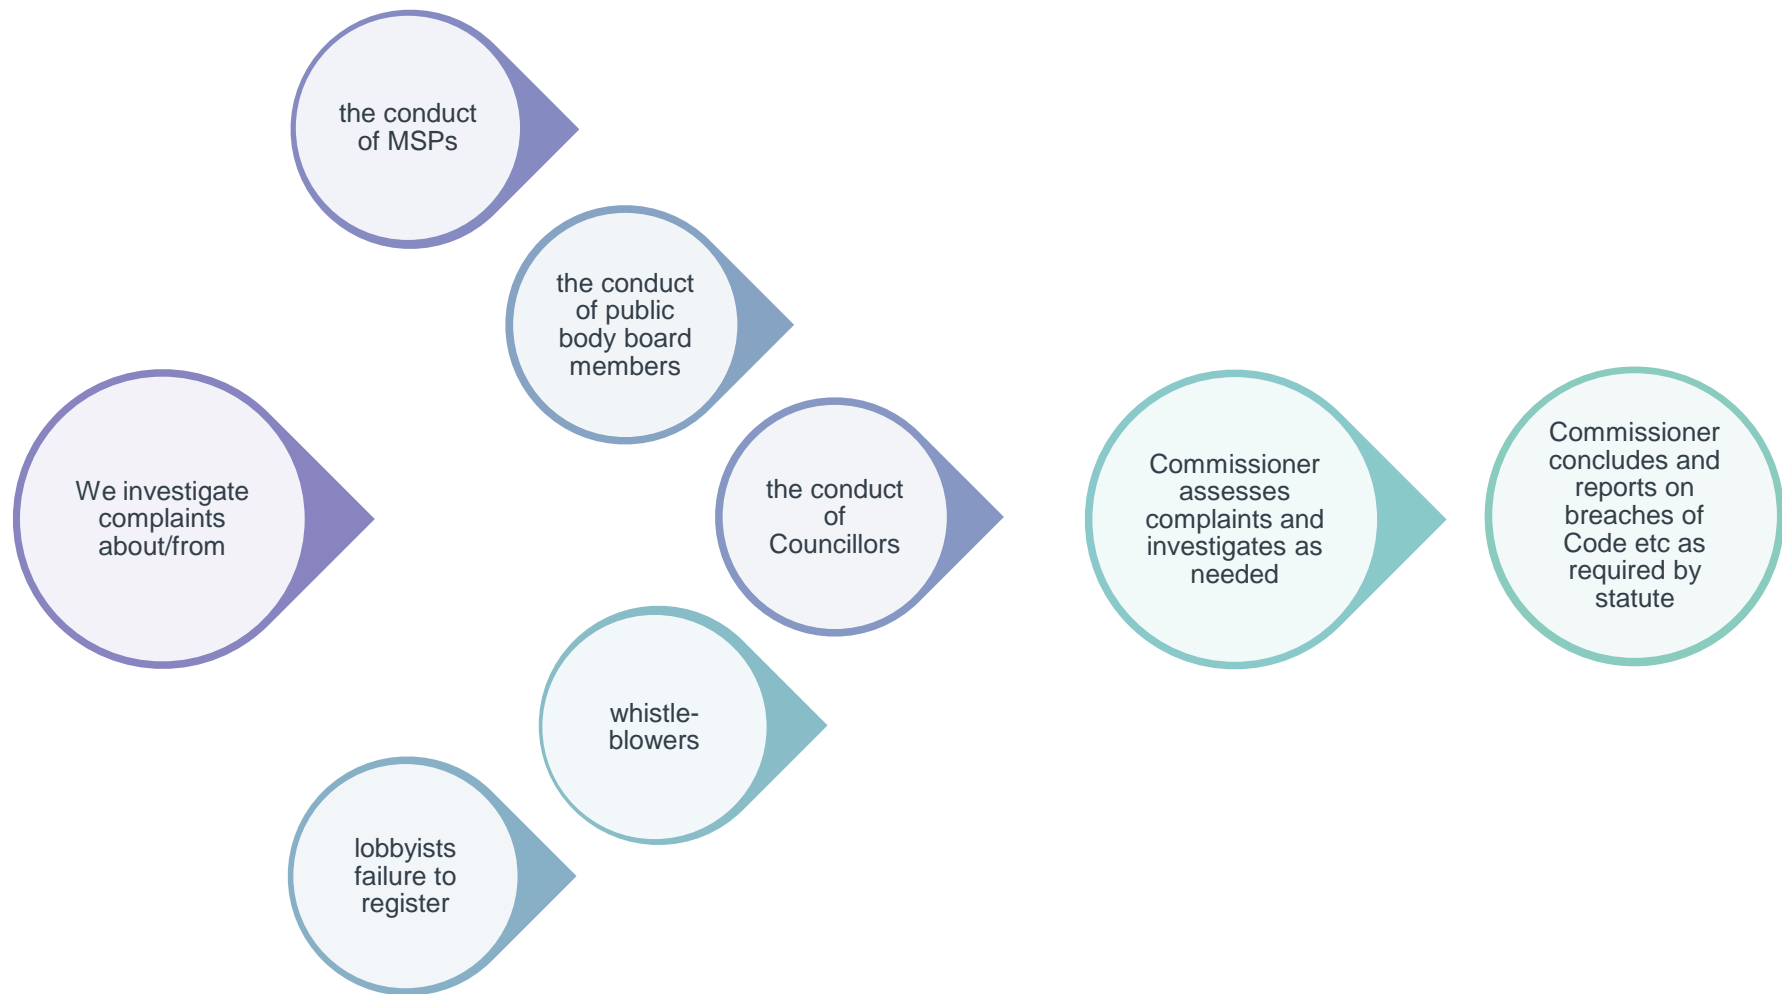 We investigate
complaints
about/from
the conduct
of MSPs
the conduct
of public
body board
members
the conduct
of
Councillors
whistle-
blowers
lobbyists
failure to
register
Commissioner
assesses
complaints and
investigates as
needed
Commissioner
concludes and
reports on
breaches of
Code etc as
required by
statute